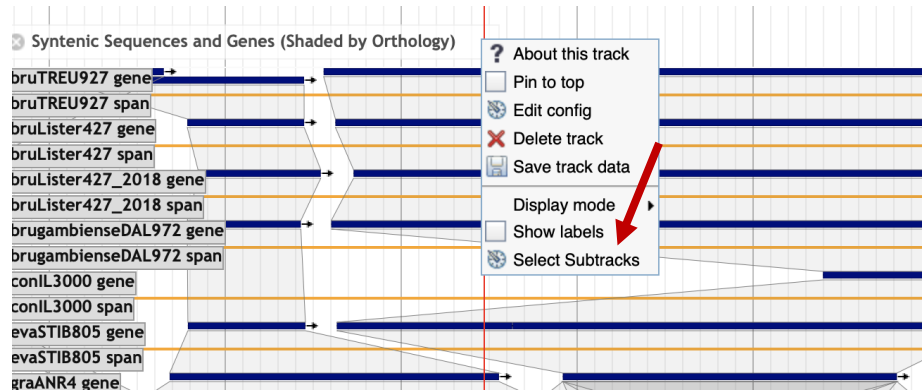 Syntenic Sequences and Genes (Shaded by Orthology)
bruTREU927 gene
bruTREU927 span
bruLister427 gene
bruLister427 span
bruLister427_2018 gene
bruLister427_2018 span
brugambienseDAL972 gene
brugambienseDAL972 span
conIL3000 gene
conIL3000 span
evaSTIB805 gene
evaSTIB805 span
graANR4 gene
? About this track
Pin to top
Edit config
Delete track
Save track data
Display mode
Show labels
Select Subtracks